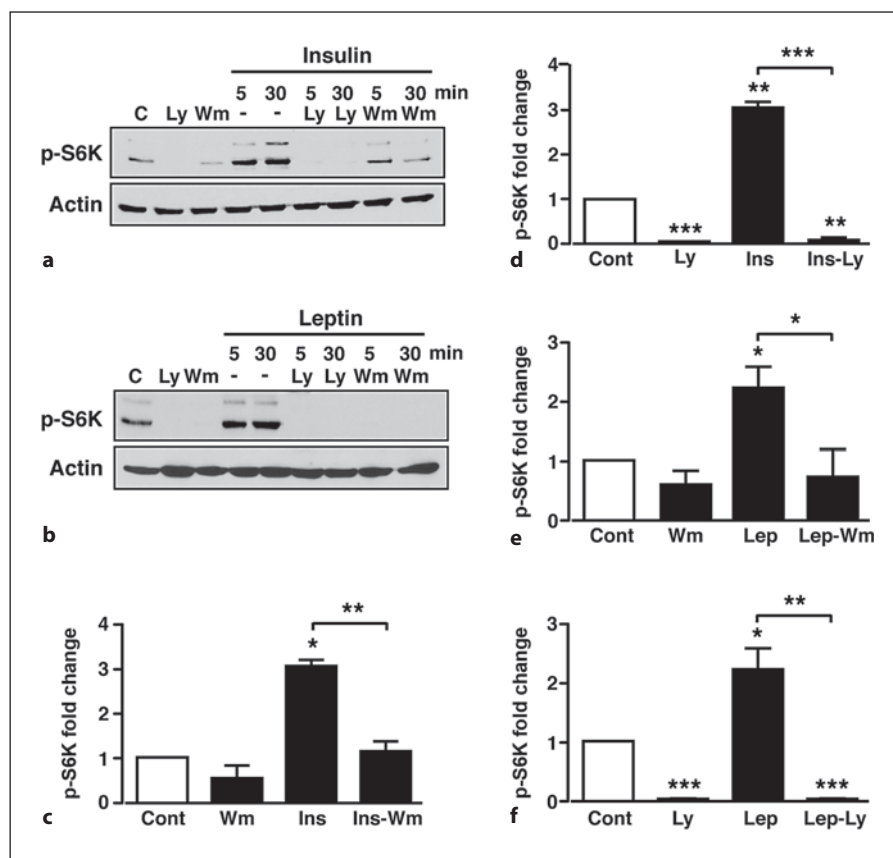 Insulin
5 30 5 30 5 30 min
C Ly Wm - - Ly Ly Wm Wm
p-S6K
Actin
a
Leptin
5 30 5 30 5 30 min
C Ly Wm - - Ly Ly Wm Wm
p-S6K
Actin
b
p-S6K fold change
4
3
2
1
0
*
**
Cont Wm Ins Ins-Wm
c
p-S6K fold change
4
3
2
1
0
***
**
***
**
Cont Ly Ins Ins-Ly
d
p-S6K fold change
3
2
1
0
*
*
Cont Wm Lep Lep-Wm
e
p-S6K fold change
3
2
1
0
**
*
***
***
Cont Ly Lep Lep-Ly
f